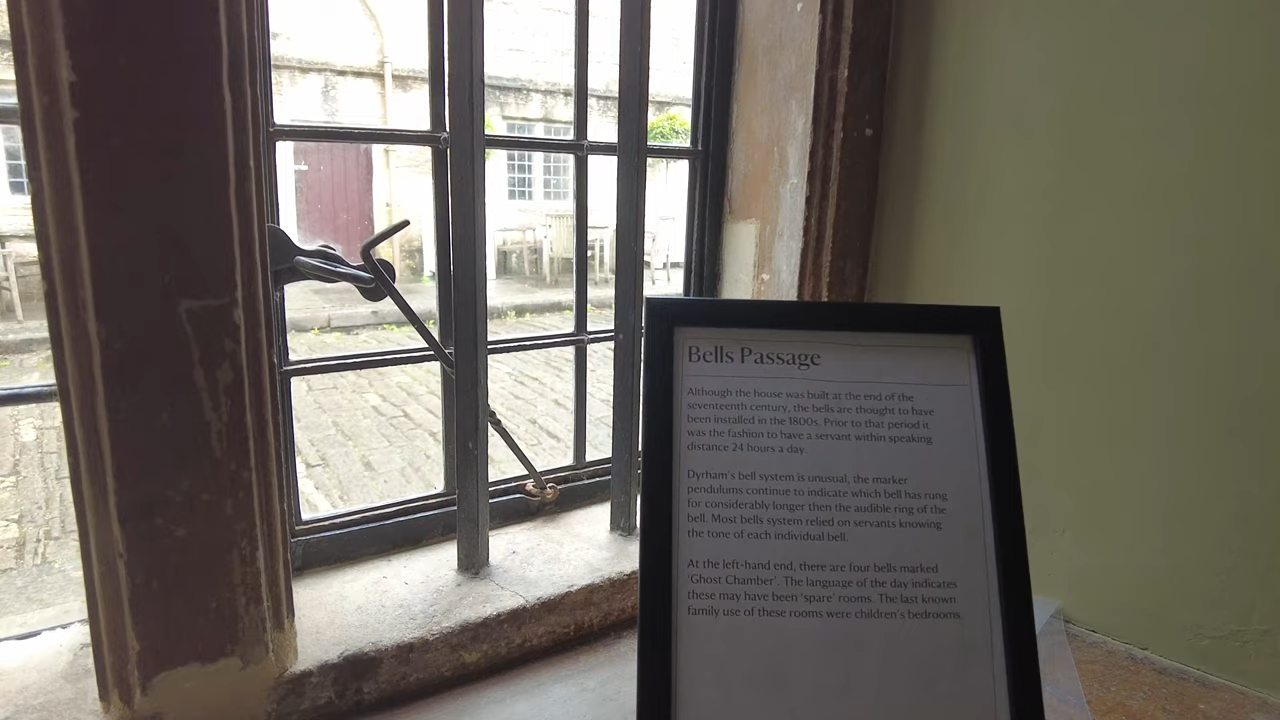 Bells Passage
Although the house was built at the end of the
seventeenth century, the bells are thought to have
been installed in the 1800s. Prior to that period it
was the fashion to have a servant within speaking
distance 24 hours a day.
Dyrham's bell system is unusual, the marker
pendulums continue to indicate which bell has rung
for considerably longer then the audible ring of the
bell. Most bells system relied on servants knowing
the tone of each individual bell.
At the left-hand end, there are four bells marked
'Ghost Chamber'. The language of the day indicates
these may have been 'spare' rooms. The last known
family use of these rooms were children's bedrooms.